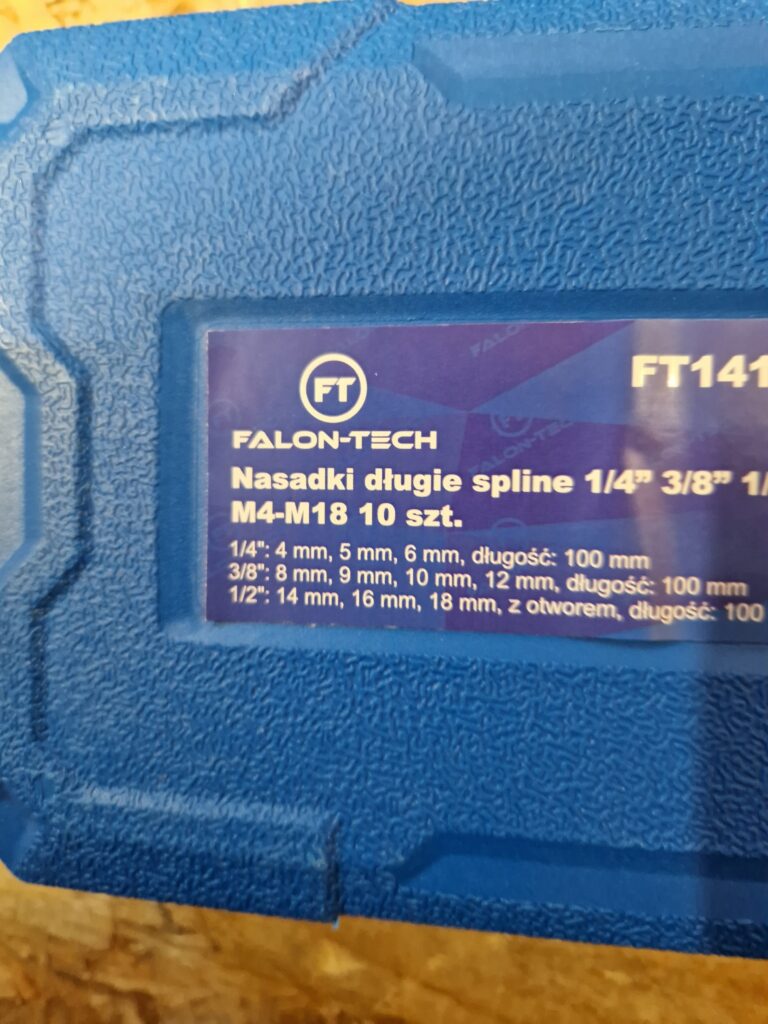 FT
FT141
FALON-TECH
Nasadki długie spline 1/4” 3/8” 1/
M4-M18 10 szt.
1/4": 4 mm, 5 mm, 6 mm, długość: 100 mm
3/8": 8 mm, 9 mm, 10 mm, 12 mm, długość: 100 mm
1/2": 14 mm, 16 mm, 18 mm, z otworem, długość: 100